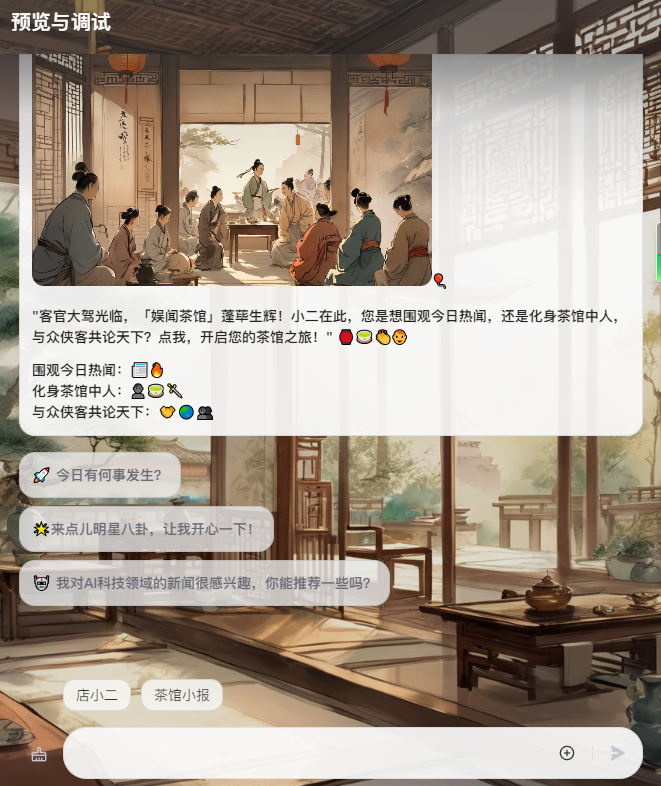 预览与调试
"客官大驾光临，「娱闻茶馆」蓬荜生辉！小二在此，您是想围观今日热闻，还是化身茶馆中人，
与众侠客共论天下？点我，开启您的茶馆之旅！" 🏮🍵👏🧑‍🦰
围观今日热闻：📰🔥
化身茶馆中人：👤🍵🗡️
与众侠客共论天下：🤝🌏👥
🚀 今日有何事发生?
🌟来点儿明星八卦，让我开心一下!
🤖 我对AI科技领域的新闻很感兴趣，你能推荐一些吗?
店小二
茶馆小报